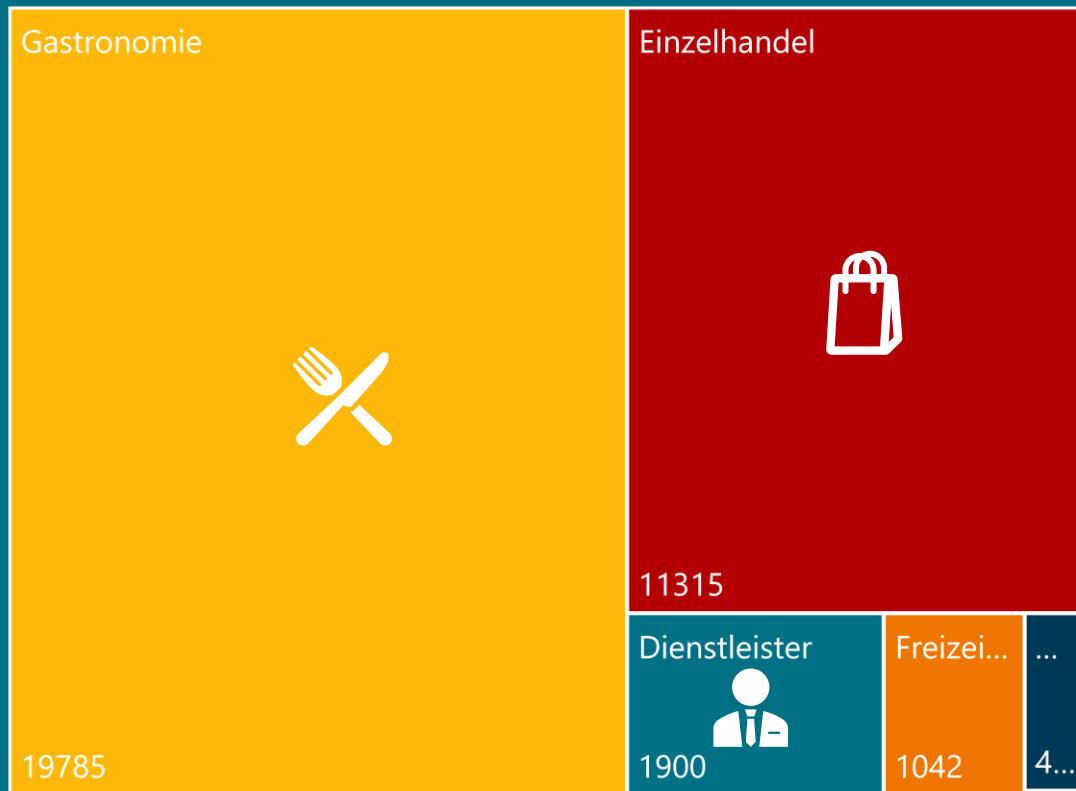 Gastronomie
19785
Einzelhandel
11315
Dienstleister
1900
Freizei...
1042
...
4...